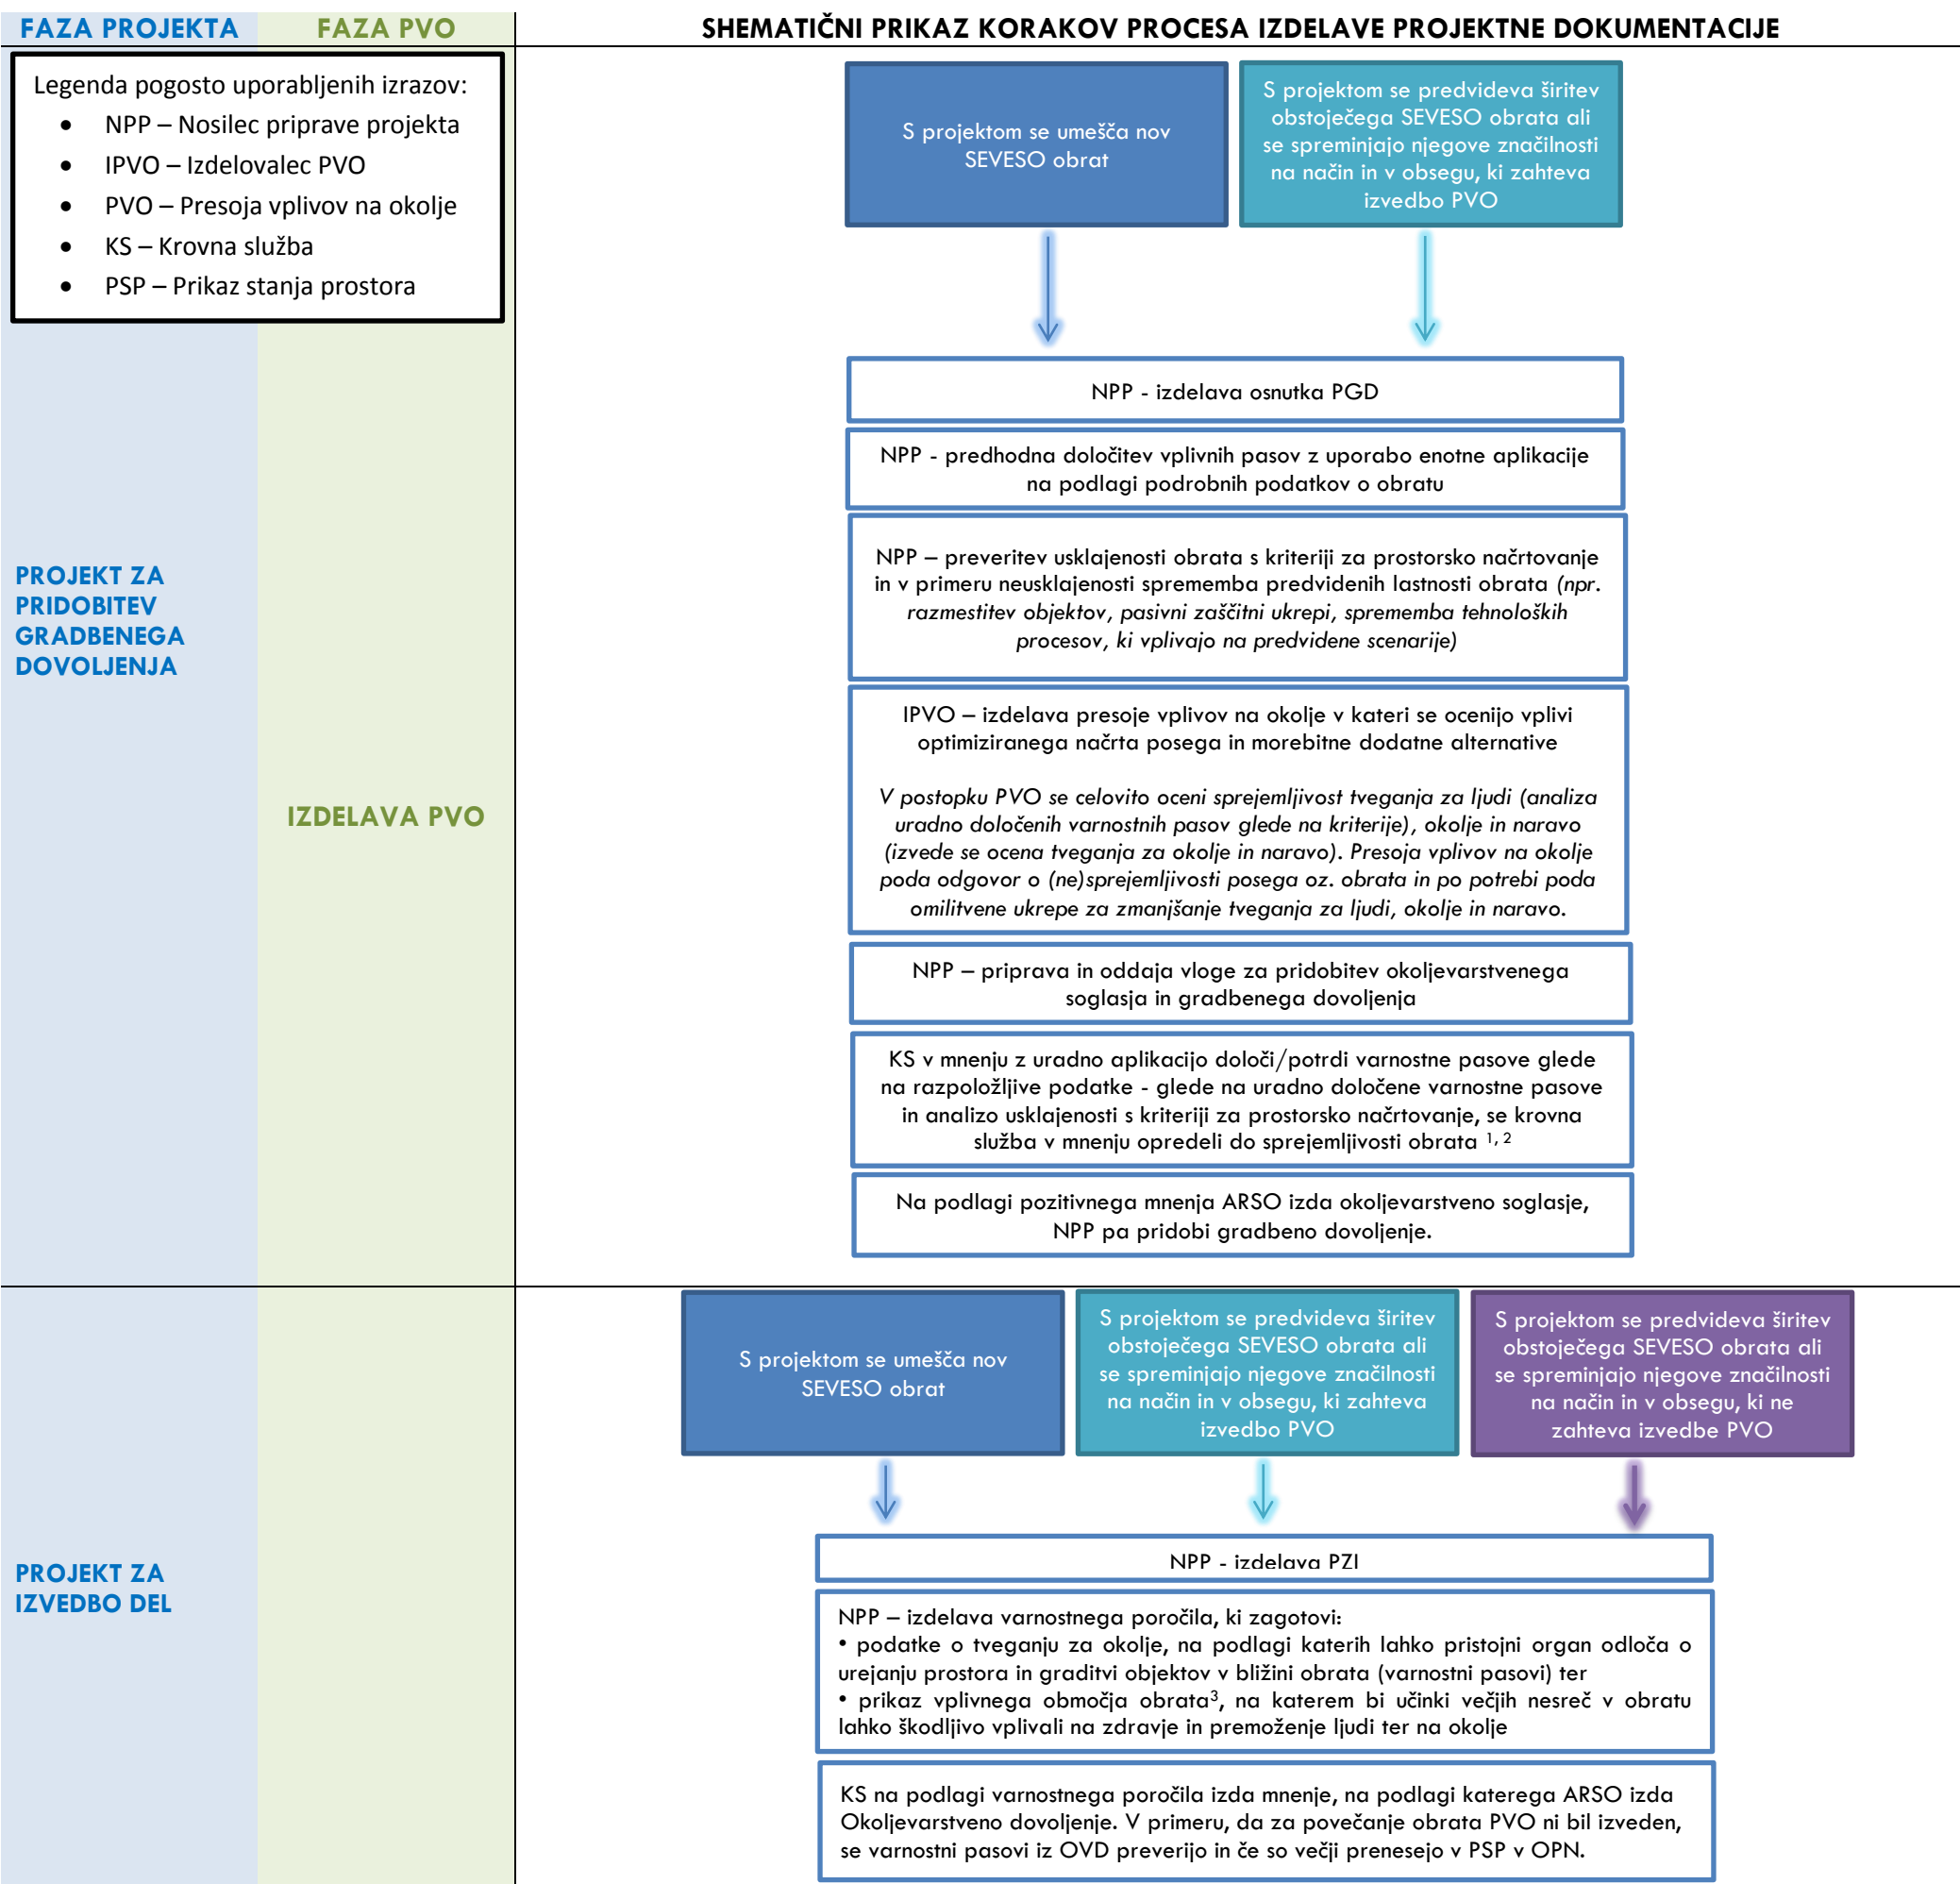 FAZA PROJEKTA
FAZA PVO
SHEMATIČNI PRIKAZ KORAKOV PROCESA IZDELAVE PROJEKTNE DOKUMENTACIJE
Legenda pogosto uporabljenih izrazov:
• NPP – Nosilec priprave projekta
• IPVO – Izdelovalec PVO
• PVO – Presoja vplivov na okolje
• KS – Krovna služba
• PSP – Prikaz stanja prostora
S projektom se umešča nov
SEVESO obrat
S projektom se predvideva širitev
obstoječega SEVESO obrata ali
se spreminjajo njegove značilnosti
na način in v obsegu, ki zahteva
izvedbo PVO
PROJEKT ZA
PRIDOBITEV
GRADBENEGA
DOVOLJENJA
IZDELAVA PVO
NPP - izdelava osnutka PGD
NPP - predhodna določitev vplivnih pasov z uporabo enotne aplikacije
na podlagi podrobnih podatkov o obratu
NPP – preveritev usklajenosti obrata s kriteriji za prostorsko načrtovanje
in v primeru neusklajenosti sprememba predvidenih lastnosti obrata (npr.
razmestitev objektov, pasivni zaščitni ukrepi, sprememba tehnoloških
procesov, ki vplivajo na predvidene scenarije)
IPVO – izdelava presoje vplivov na okolje v kateri se ocenijo vplivi
optimiziranega načrta posega in morebitne dodatne alternative
V postopku PVO se celovito oceni sprejemljivost tveganja za ljudi (analiza
uradno določenih varnostnih pasov glede na kriterije), okolje in naravo
(izvede se ocena tveganja za okolje in naravo). Presoja vplivov na okolje
poda odgovor o (ne)sprejemljivosti posega oz. obrata in po potrebi poda
omilitvene ukrepe za zmanjšanje tveganja za ljudi, okolje in naravo.
NPP – priprava in oddaja vloge za pridobitev okoljevarstvenega
soglasja in gradbenega dovoljenja
KS v mnenju z uradno aplikacijo določi/potrdi varnostne pasove glede
na razpoložljive podatke - glede na uradno določene varnostne pasove
in analizo usklajenosti s kriteriji za prostorsko načrtovanje, se krovna
služba v mnenju opredeli do sprejemljivosti obrata 1, 2
Na podlagi pozitivnega mnenja ARSO izda okoljevarstveno soglasje,
NPP pa pridobi gradbeno dovoljenje.
S projektom se umešča nov
SEVESO obrat
S projektom se predvideva širitev
obstoječega SEVESO obrata ali
se spreminjajo njegove značilnosti
na način in v obsegu, ki zahteva
izvedbo PVO
S projektom se predvideva širitev
obstoječega SEVESO obrata ali
se spreminjajo njegove značilnosti
na način in v obsegu, ki ne
zahteva izvedbe PVO
PROJEKT ZA
IZVEDBO DEL
NPP - izdelava PZI
NPP – izdelava varnostnega poročila, ki zagotovi:
• podatke o tveganju za okolje, na podlagi katerih lahko pristojni organ odloča o
urejanju prostora in graditvi objektov v bližini obrata (varnostni pasovi) ter
• prikaz vplivnega območja obrata3, na katerem bi učinki večjih nesreč v obratu
lahko škodljivo vplivali na zdravje in premoženje ljudi ter na okolje
KS na podlagi varnostnega poročila izda mnenje, na podlagi katerega ARSO izda
Okoljevarstveno dovoljenje. V primeru, da za povečanje obrata PVO ni bil izveden,
se varnostni pasovi iz OVD preverijo in če so večji prenesejo v PSP v OPN.